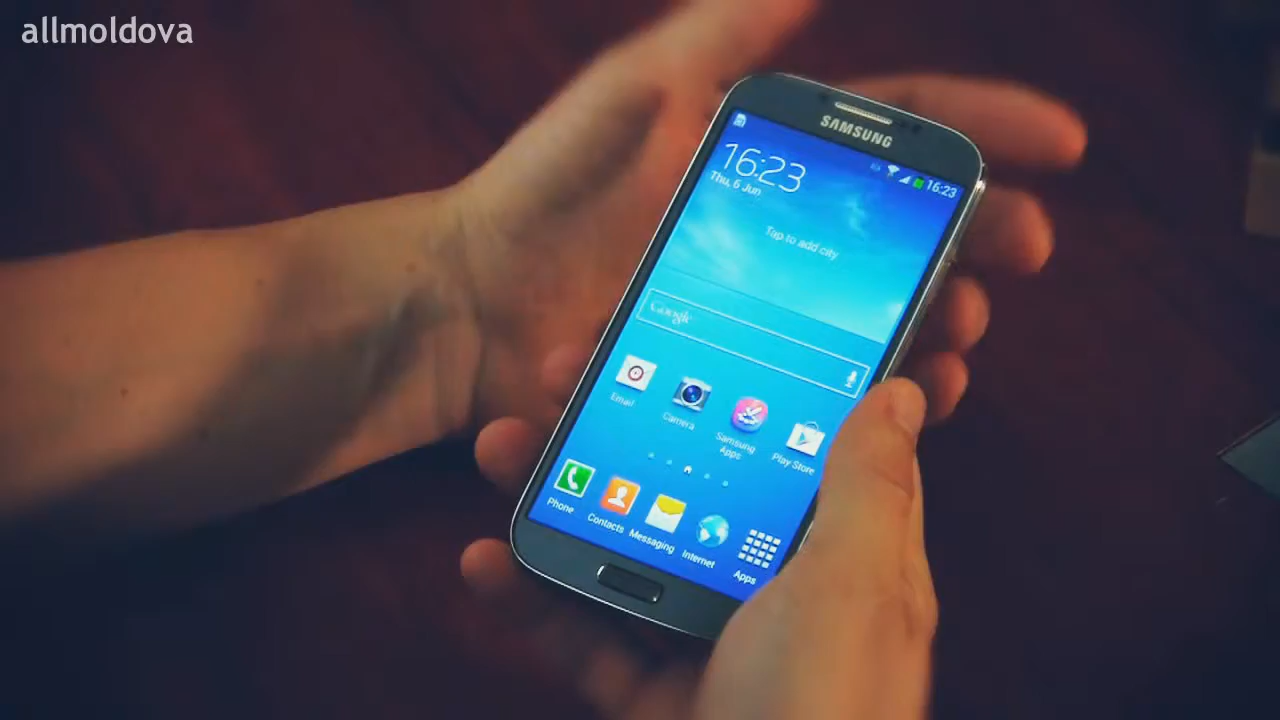 allmoldova
SAMSUNG
16:23
16:23
Thu, 6 Jun
Tap to add city
Google
Email
Camera
Samsung
Apps
Play Store
Phone
Contacts
Messaging
Internet
Apps